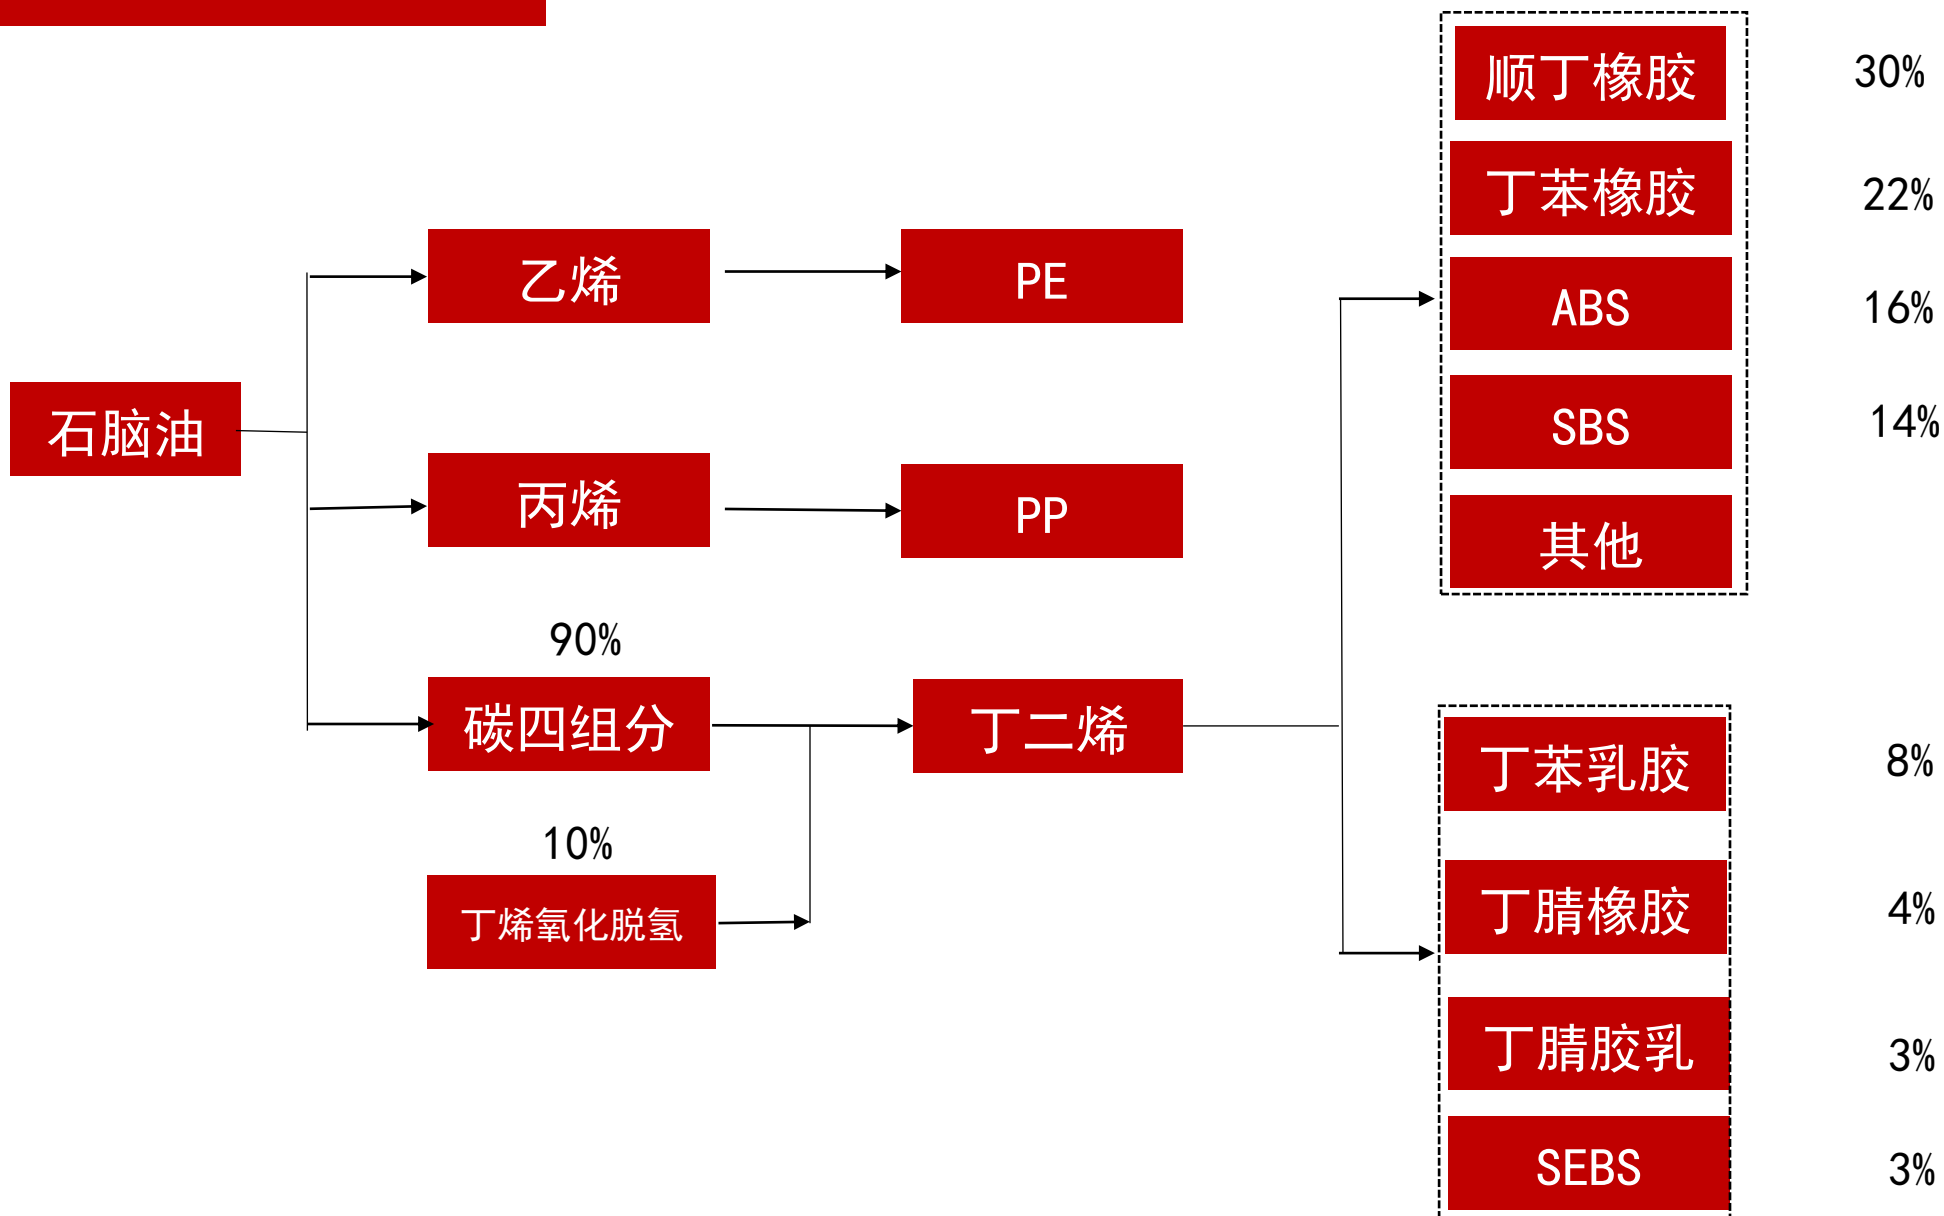 石脑油
乙烯
PE
丙烯
PP
90%
碳四组分
丁二烯
10%
丁烯氧化脱氢
顺丁橡胶
30%
丁苯橡胶
22%
ABS
16%
SBS
14%
其他
丁苯乳胶
8%
丁腈橡胶
4%
丁腈胶乳
3%
SEBS
3%